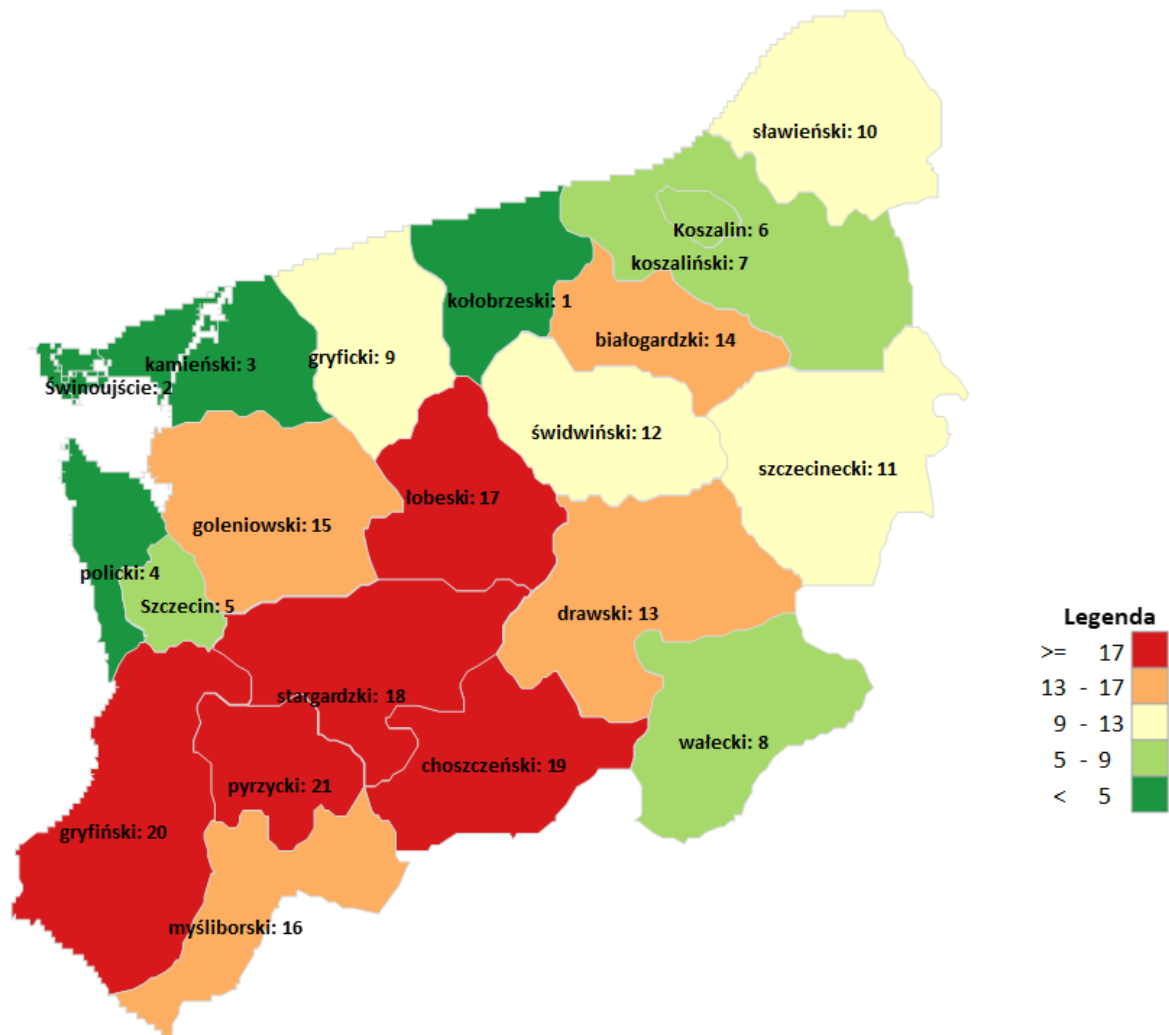 sławieński: 10
Koszalin: 6
koszaliński: 7
kołobrzeski: 1
białogardzki: 14
gryficki: 9
kamieński: 3
Świnoujście: 2
świdwiński: 12
szczecinecki: 11
łobeski: 17
goleniowski: 15
policki: 4
Szczecin: 5
drawski: 13
stargardzki: 18
wałecki: 8
choszczeński: 19
pyrzycki: 21
gryfiński: 20
myśliborski: 16
Legenda
>= 17
13 - 17
9 - 13
5 - 9
< 5